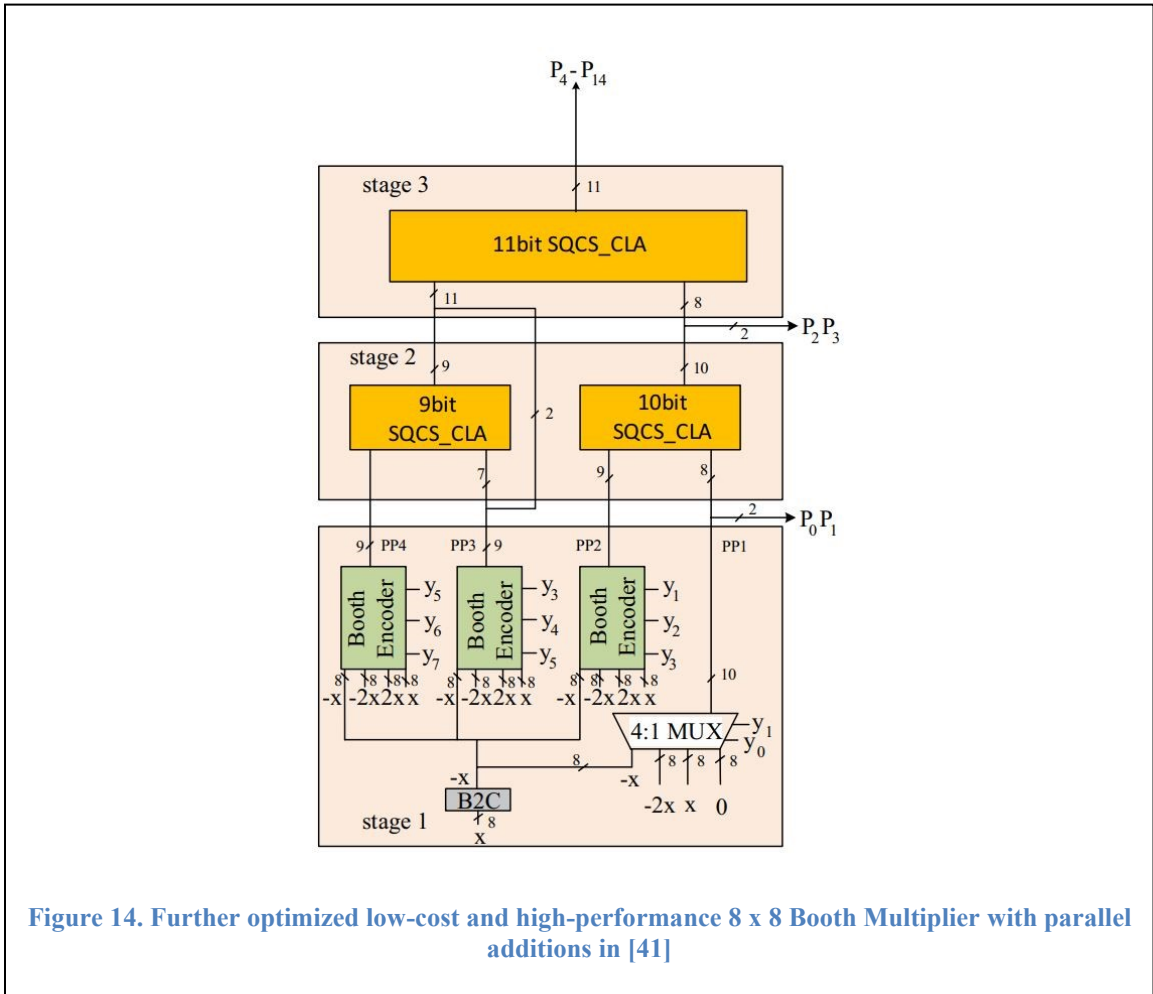 P4 - P14
stage 3
11
11bit SQCS_CLA
11
8
2
P2 P3
stage 2
9
10
9bit
SQCS_CLA
2
10bit
SQCS_CLA
7
9
8
2
P0 P1
9
PP4
PP3
9
PP2
PP1
Booth
Encoder
y5
y6
y7
Booth
Encoder
y3
y4
y5
Booth
Encoder
y1
y2
y3
8 8 8 8
-x -2x 2x x
8 8 8 8
-x -2x 2x x
8 8 8 8
-x -2x 2x x
10
4:1 MUX
y1
y0
8
8 8 8
-x
-2x x 0
-x
B2C
8
x
stage 1
Figure 14. Further optimized low-cost and high-performance 8 x 8 Booth Multiplier with parallel
additions in [41]